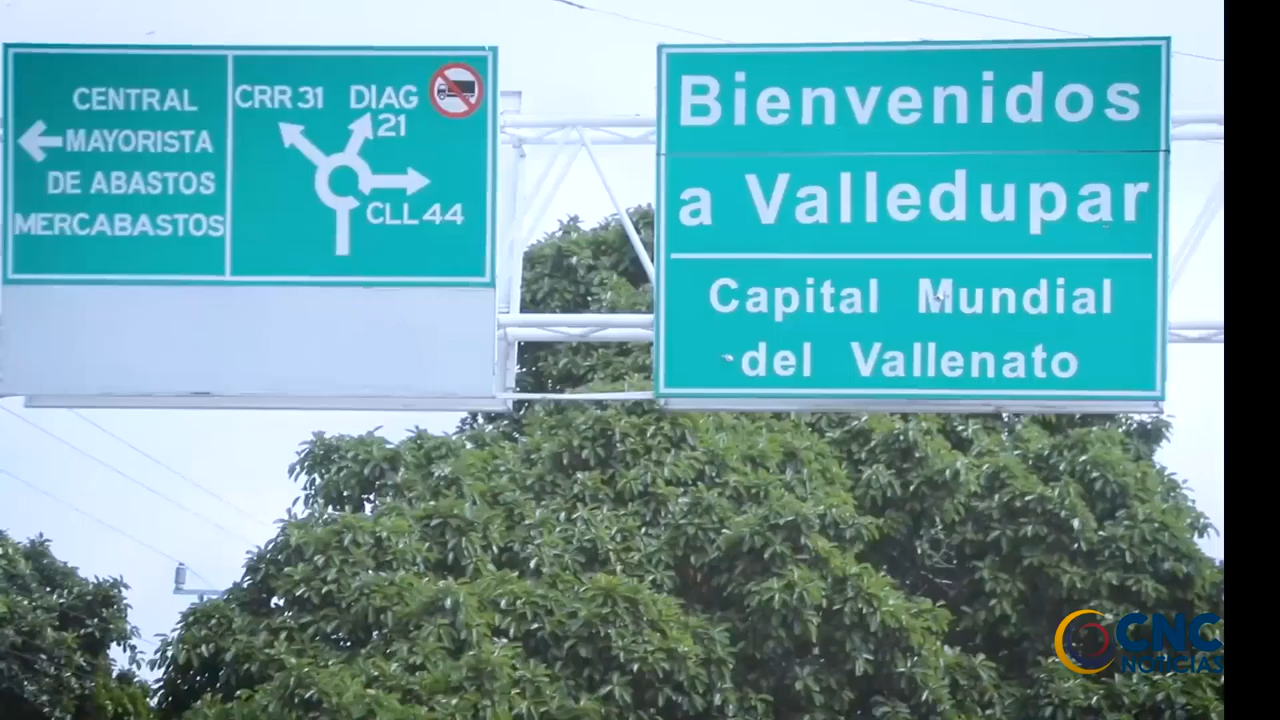 CENTRAL
MAYORISTA
DE ABASTOS
MERCABASTOS
CRR 31
DIAG
21
CLL 44
Bienvenidos
a Valledupar
Capital Mundial
del Vallenato
CNC
NOTICIAS